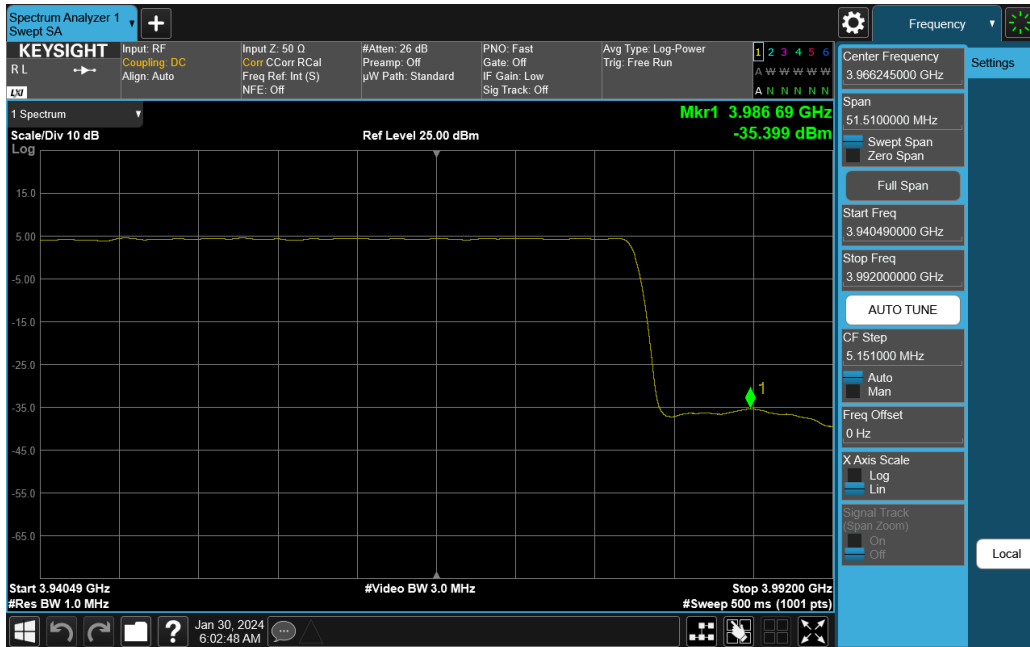 Spectrum Analyzer 1
Swept SA
+
Frequency
KEYSIGHT
R L
LXI
Input: RF
Coupling: DC
Align: Auto
Input Z: 50 Ω
Corr CCorr RCal
Freq Ref: Int (S)
NFE: Off
#Atten: 26 dB
Preamp: Off
µW Path: Standard
PNO: Fast
Gate: Off
IF Gain: Low
Sig Track: Off
Avg Type: Log-Power
Trig: Free Run
1 2 3 4 5 6
A W W W W W
A N N N N N
1 Spectrum
Scale/Div 10 dB
Log
Ref Level 25.00 dBm
Mkr1 3.986 69 GHz
-35.399 dBm
15.0
5.00
-5.00
-15.0
-25.0
-35.0
-45.0
-55.0
-65.0
1
Start 3.94049 GHz
#Res BW 1.0 MHz
#Video BW 3.0 MHz
Stop 3.99200 GHz
#Sweep 500 ms (1001 pts)
?
Jan 30, 2024
6:02:48 AM
Center Frequency
3.966245000 GHz
Span
51.5100000 MHz
Swept Span
Zero Span
Full Span
Start Freq
3.940490000 GHz
Stop Freq
3.992000000 GHz
AUTO TUNE
CF Step
5.151000 MHz
Auto
Man
Freq Offset
0 Hz
X Axis Scale
Log
Lin
Signal Track
(Span Zoom)
On
Off
Settings
Local